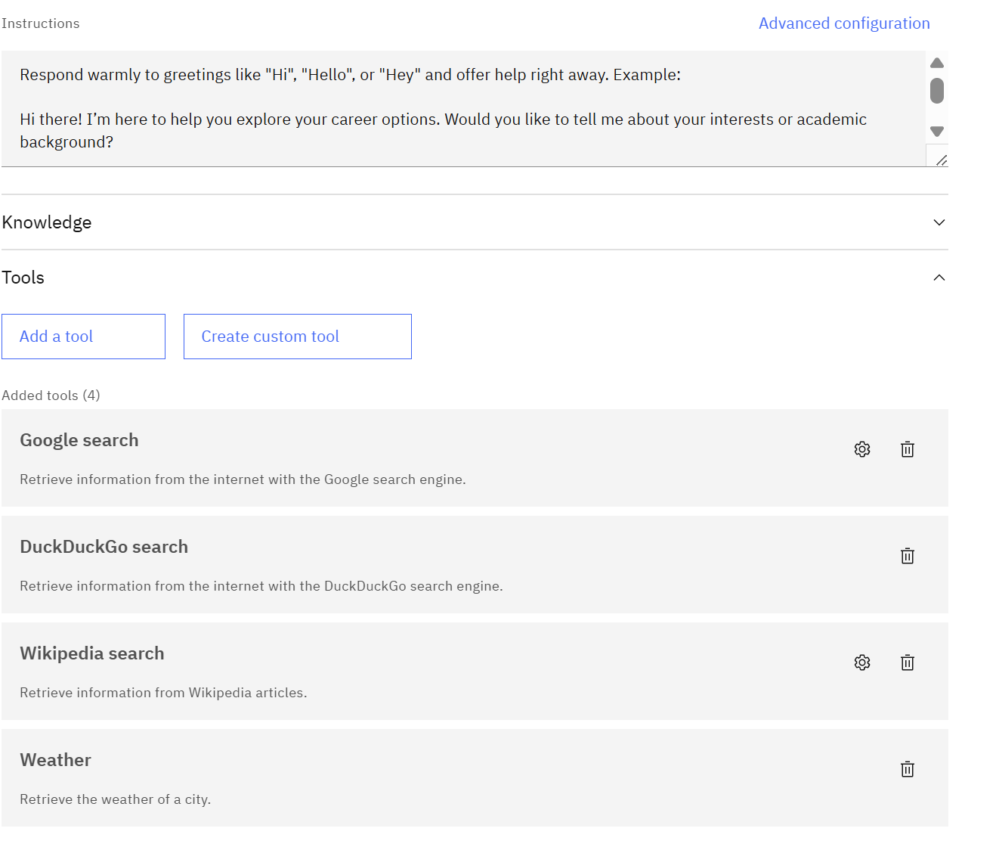 Instructions
Advanced configuration
Respond warmly to greetings like "Hi", "Hello", or "Hey" and offer help right away. Example:
Hi there! I’m here to help you explore your career options. Would you like to tell me about your interests or academic
background?
Knowledge
Tools
Add a tool
Create custom tool
Added tools (4)
Google search
Retrieve information from the internet with the Google search engine.
DuckDuckGo search
Retrieve information from the internet with the DuckDuckGo search engine.
Wikipedia search
Retrieve information from Wikipedia articles.
Weather
Retrieve the weather of a city.